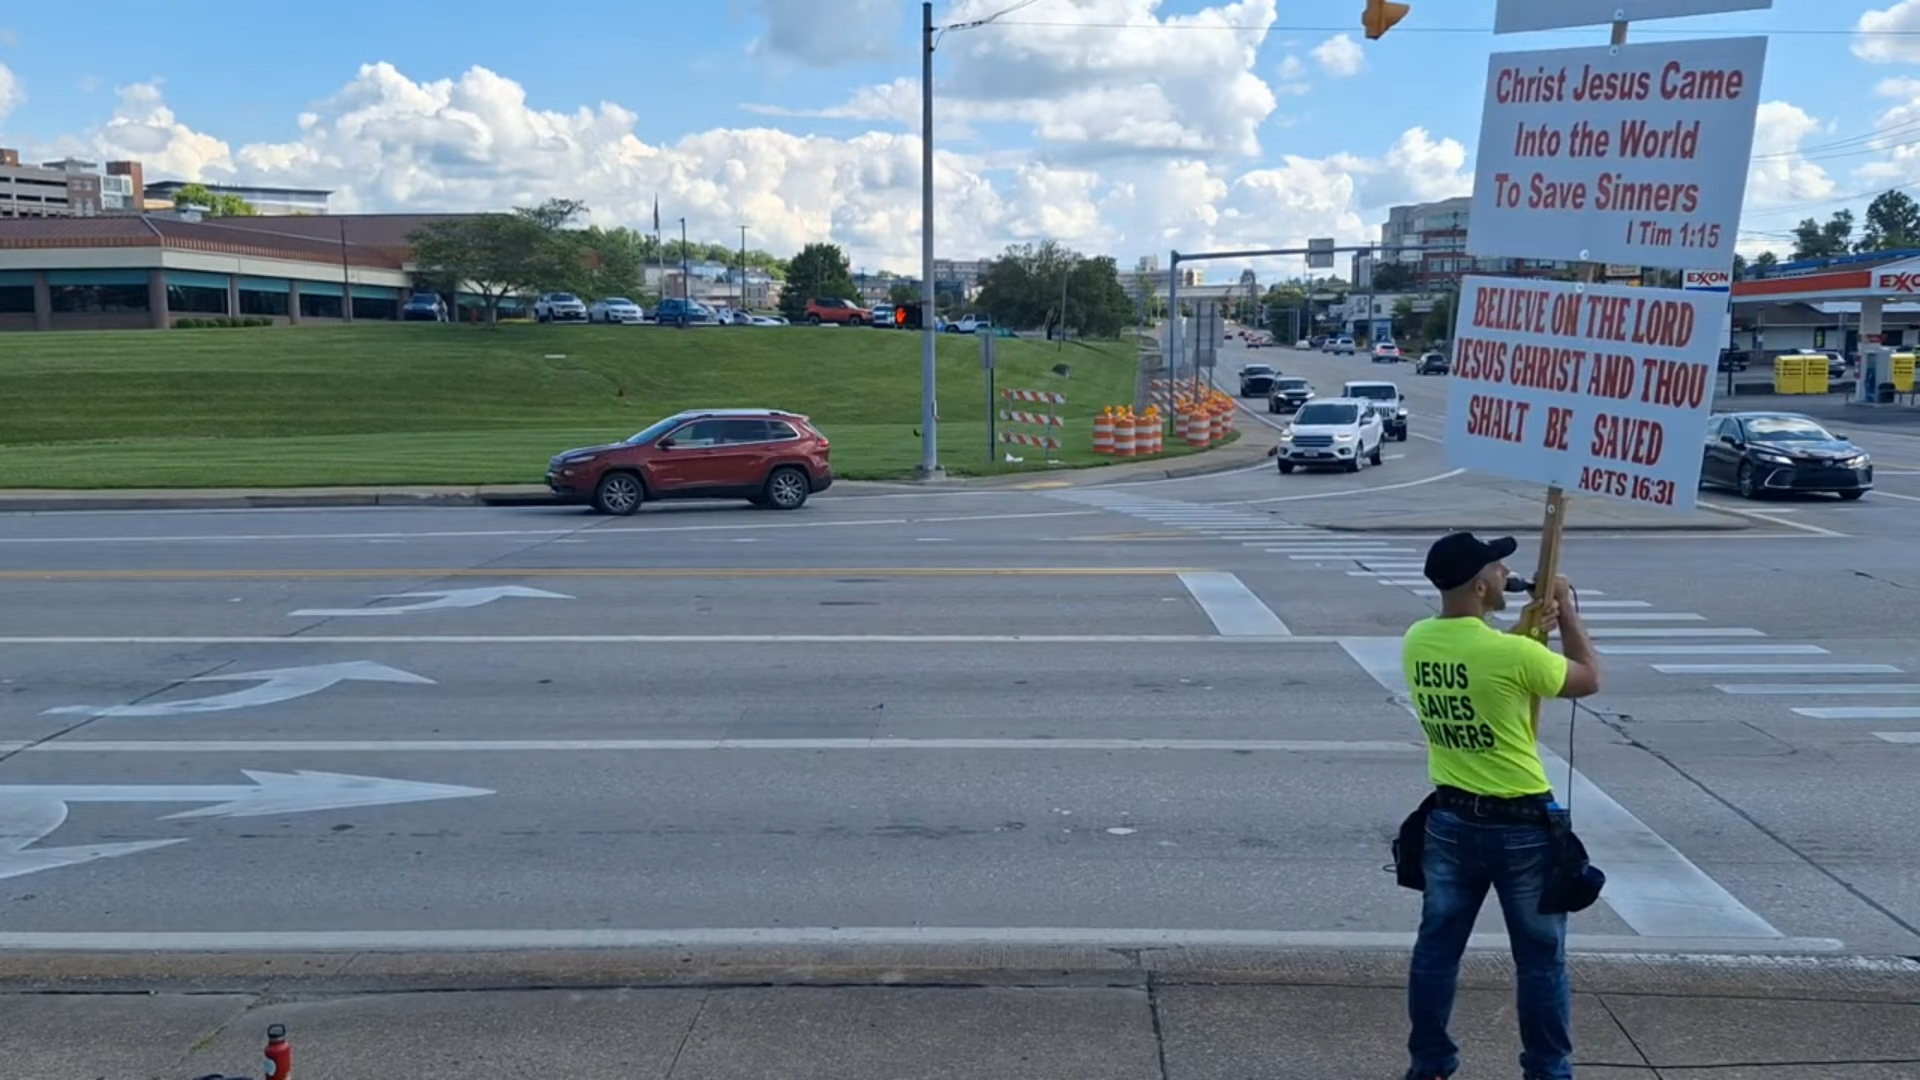 Christ Jesus Came
Into the World
To Save Sinners
I Tim 1:15
EXXON
BELIEVE ON THE LORD
JESUS CHRIST AND THOU
SHALT BE SAVED
ACTS 16:31
JESUS
SAVES
SINNERS